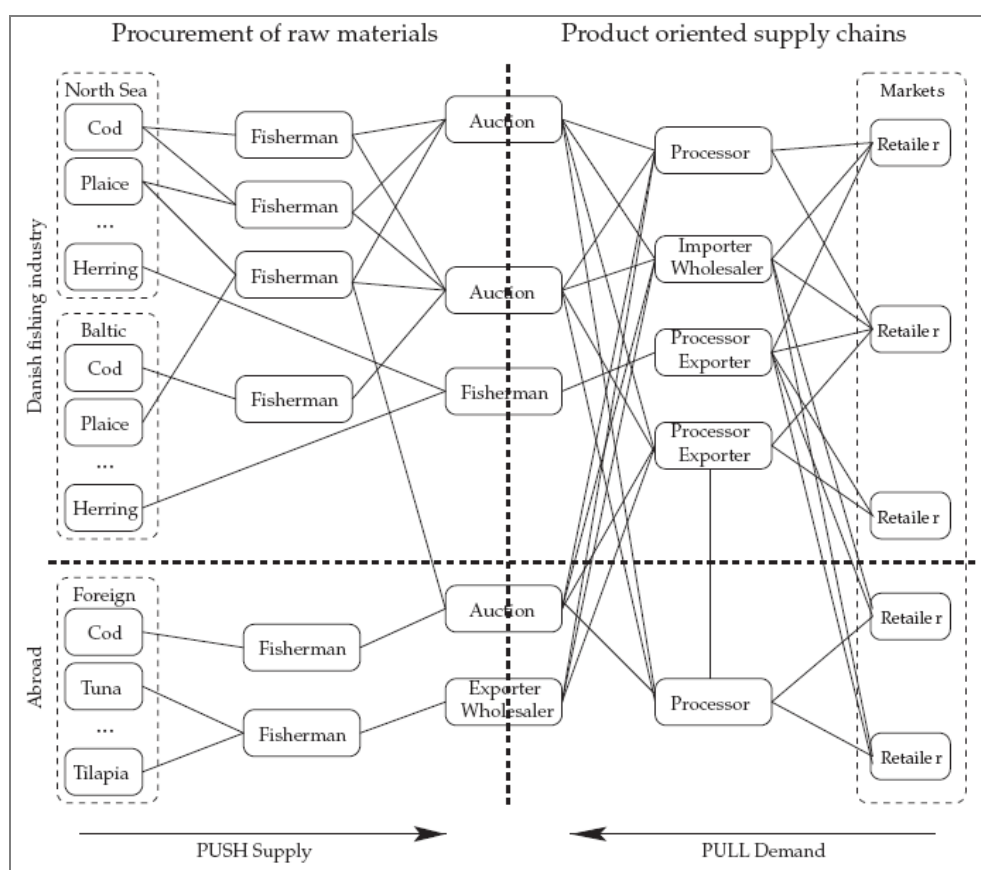 Procurement of raw materials
Product oriented supply chains
North Sea
Cod
Plaice
...
Herring
Baltic
Cod
Plaice
...
Herring
Danish fishing industry
Fisherman
Fisherman
Fisherman
Fisherman
Auction
Auction
Fisherman
Processor
Importer
Wholesaler
Processor
Exporter
Processor
Exporter
Markets
Retailer
Retailer
Retailer
Abroad
Foreign
Cod
Tuna
...
Tilapia
Fisherman
Fisherman
Auction
Exporter
Wholesaler
Processor
Retailer
Retailer
PUSH Supply
PULL Demand